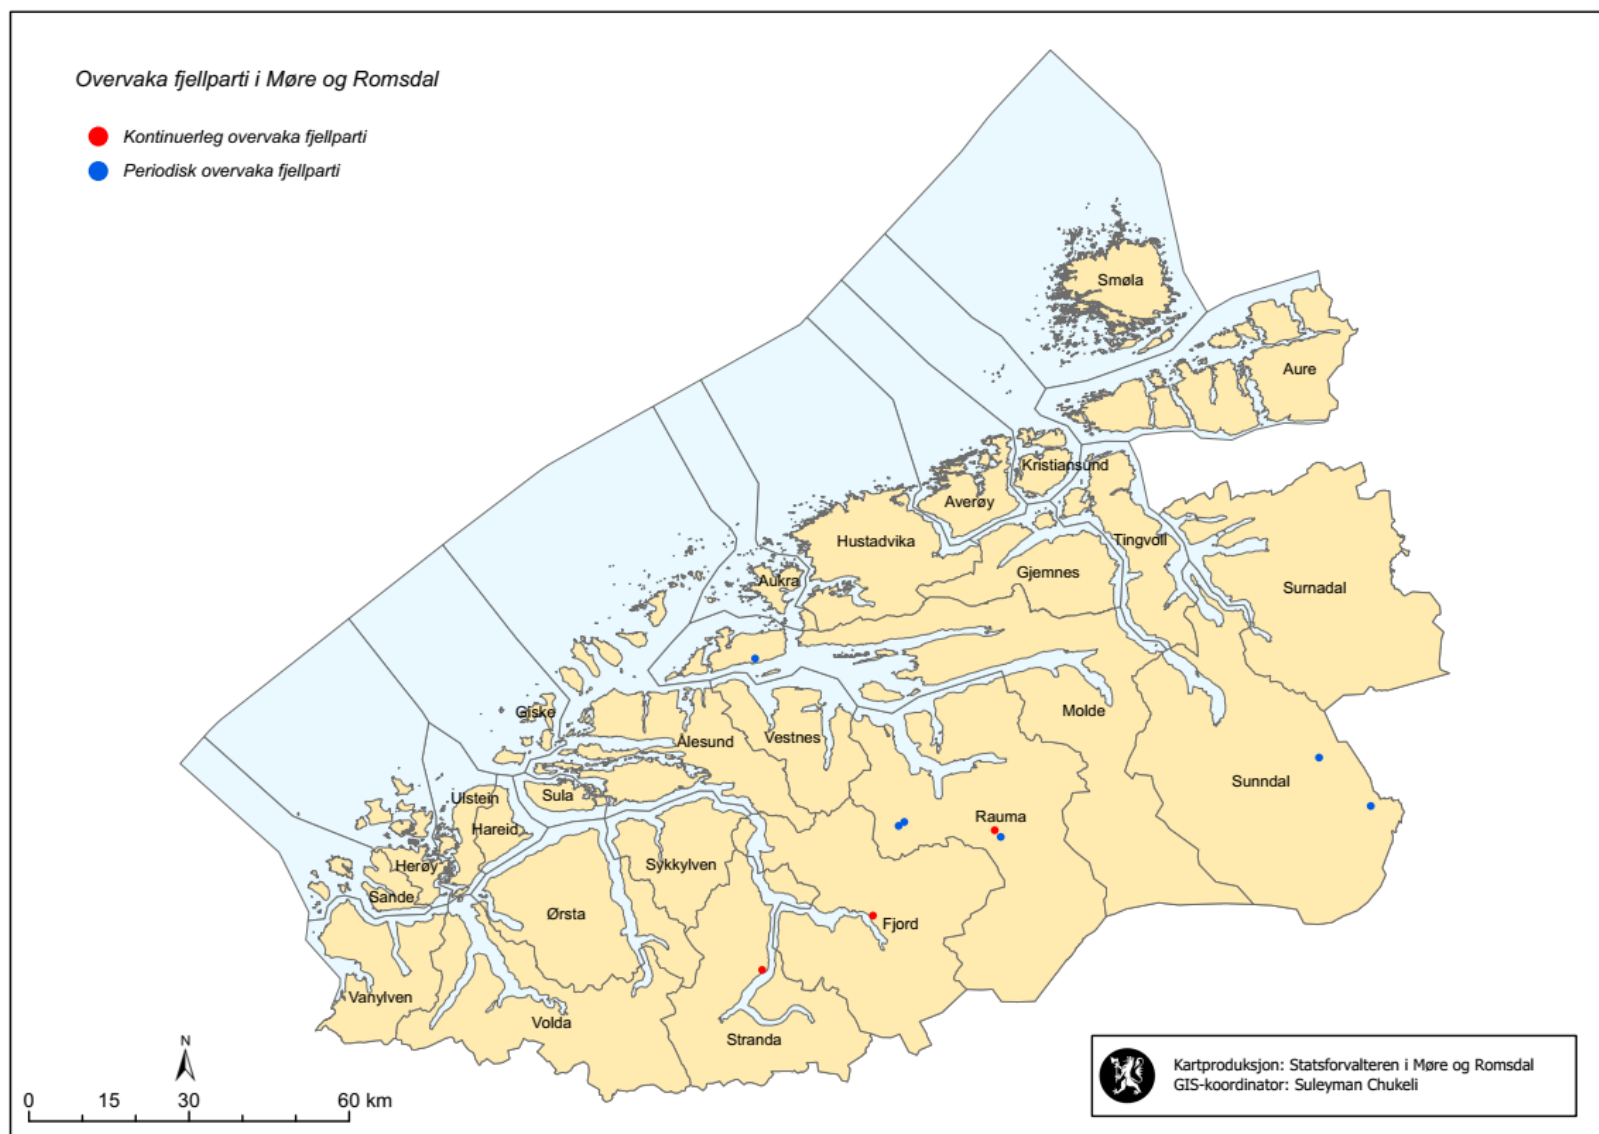 Overvaka fjellparti i Møre og Romsdal
Kontinuerleg overvaka fjellparti
Periodisk overvaka fjellparti
Smøla
Aure
Kristiansund
Averøy
Hustadvika
Tingvoll
Gjemnes
Aukra
Surnadal
Giske
Molde
Ålesund
Vestnes
Sunndal
Sula
Ulstein
Hareid
Rauma
Herøy
Sykkylven
Sande
Ørsta
Fjord
Vanylven
Volda
Stranda
N
0 15 30 60 km
Kartproduksjon: Statsforvalteren i Møre og Romsdal
GIS-koordinator: Suleyman Chukeli